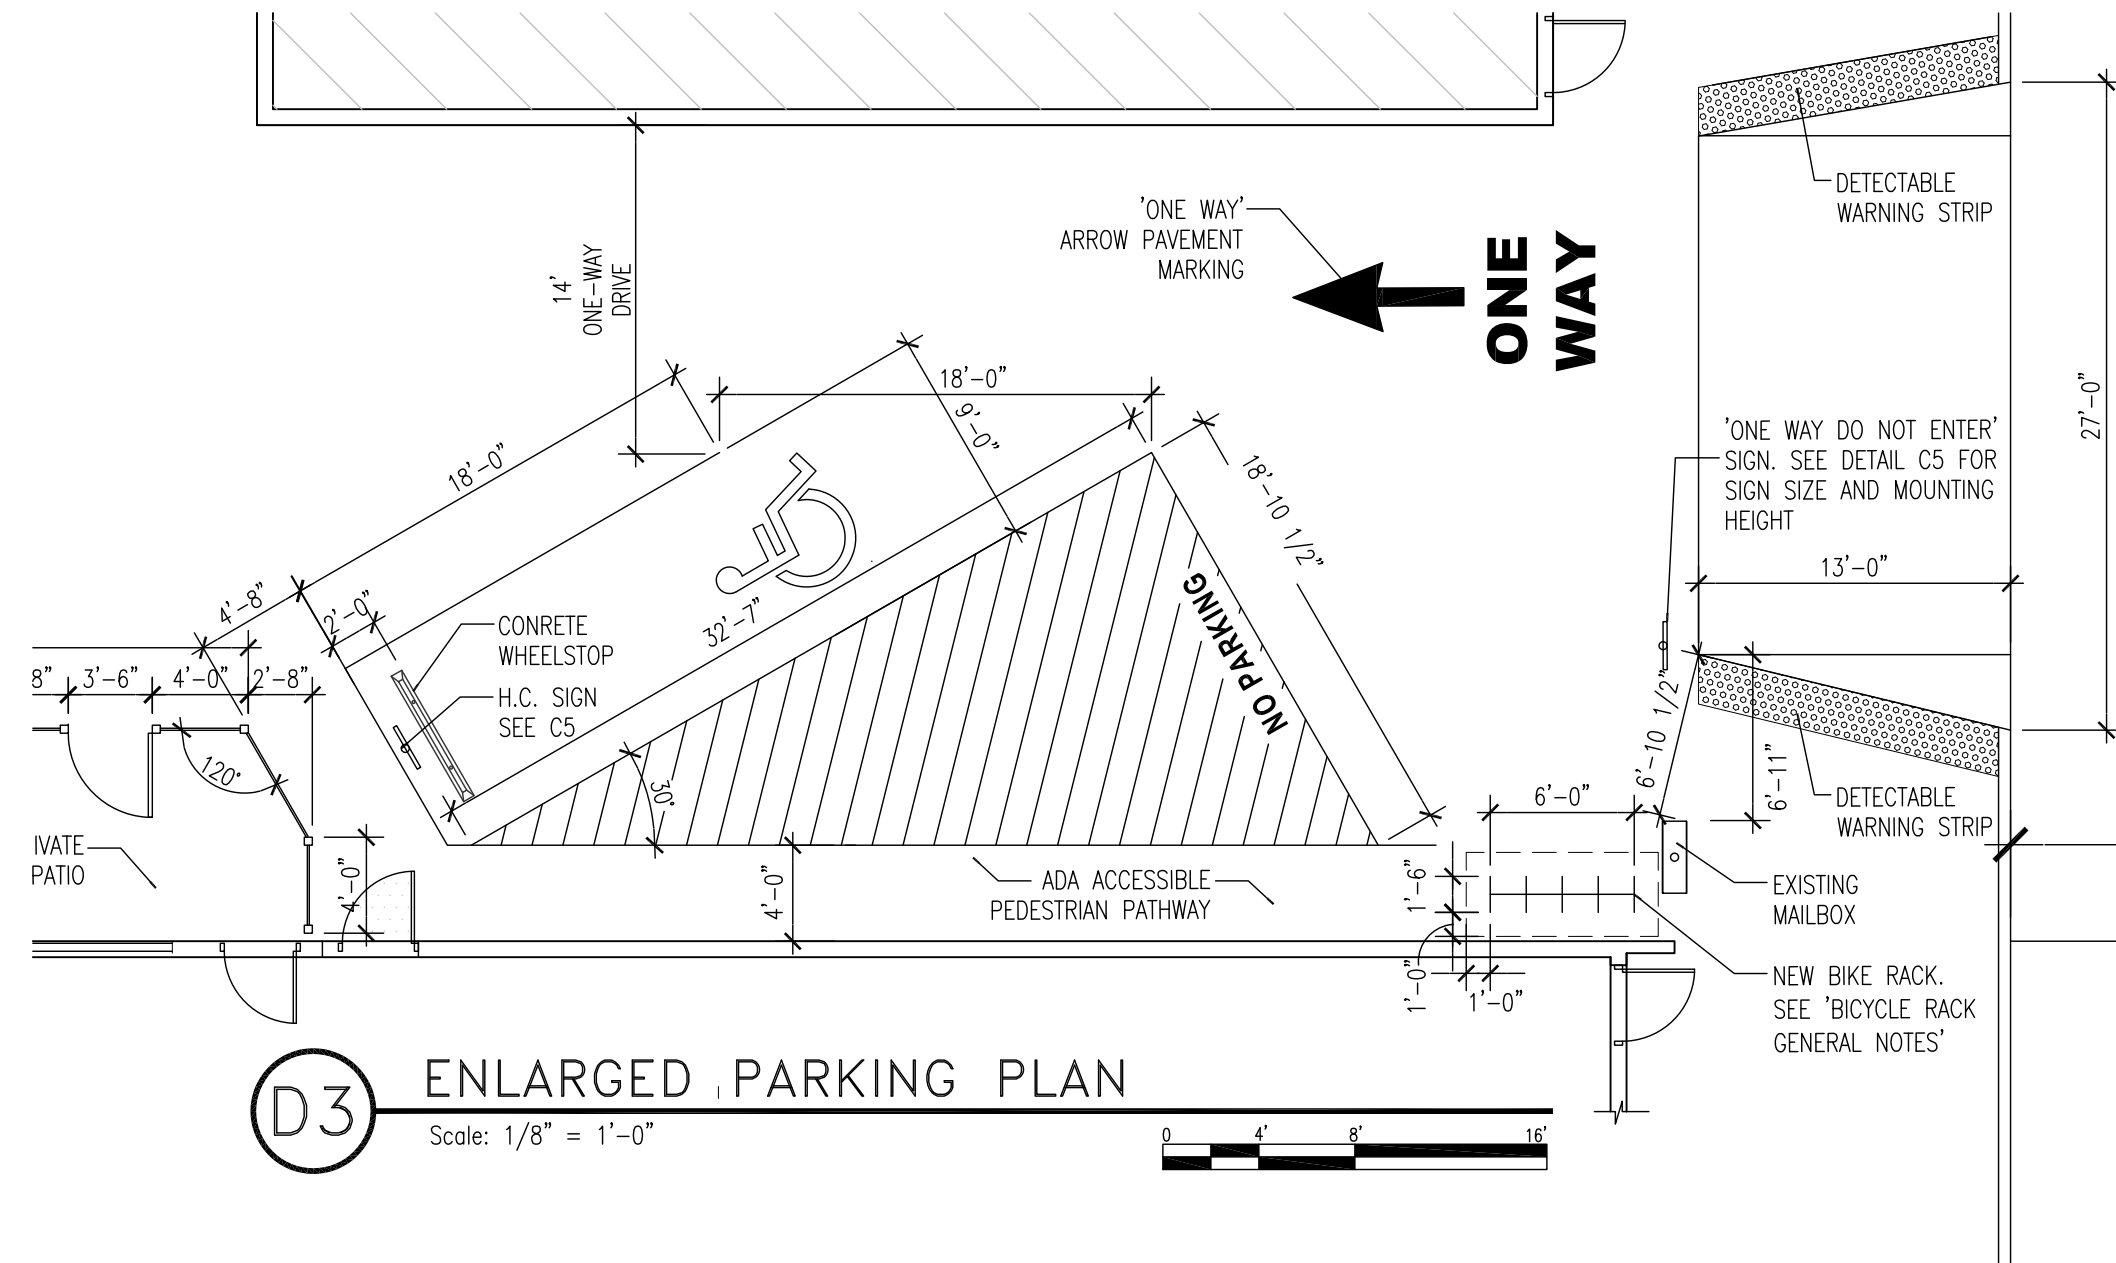 DETECTABLE
WARNING STRIP
'ONE WAY'
ARROW PAVEMENT
MARKING
ONE
WAY
14'
ONE-WAY
DRIVE
18'-0"
9'-0"
18'-0"
18'-10 1/2"
27'-0"
'ONE WAY DO NOT ENTER'
SIGN. SEE DETAIL C5 FOR
SIGN SIZE AND MOUNTING
HEIGHT
13'-0"
4'-8"
2'-0"
CONRETE
WHEELSTOP
32'-7"
NO PARKING
8"
3'-6"
4'-0"
2'-8"
H.C. SIGN
SEE C5
120°
30°
6'-10 1/2"
6'-11"
6'-0"
DETECTABLE
WARNING STRIP
IVATE
PATIO
4'-0"
4'-0"
ADA ACCESSIBLE
PEDESTRIAN PATHWAY
1'-6"
EXISTING
MAILBOX
1'-0"
1'-0"
NEW BIKE RACK.
SEE 'BICYCLE RACK
GENERAL NOTES'
D3
ENLARGED PARKING PLAN
Scale: 1/8" = 1'-0"
0 4' 8' 16'